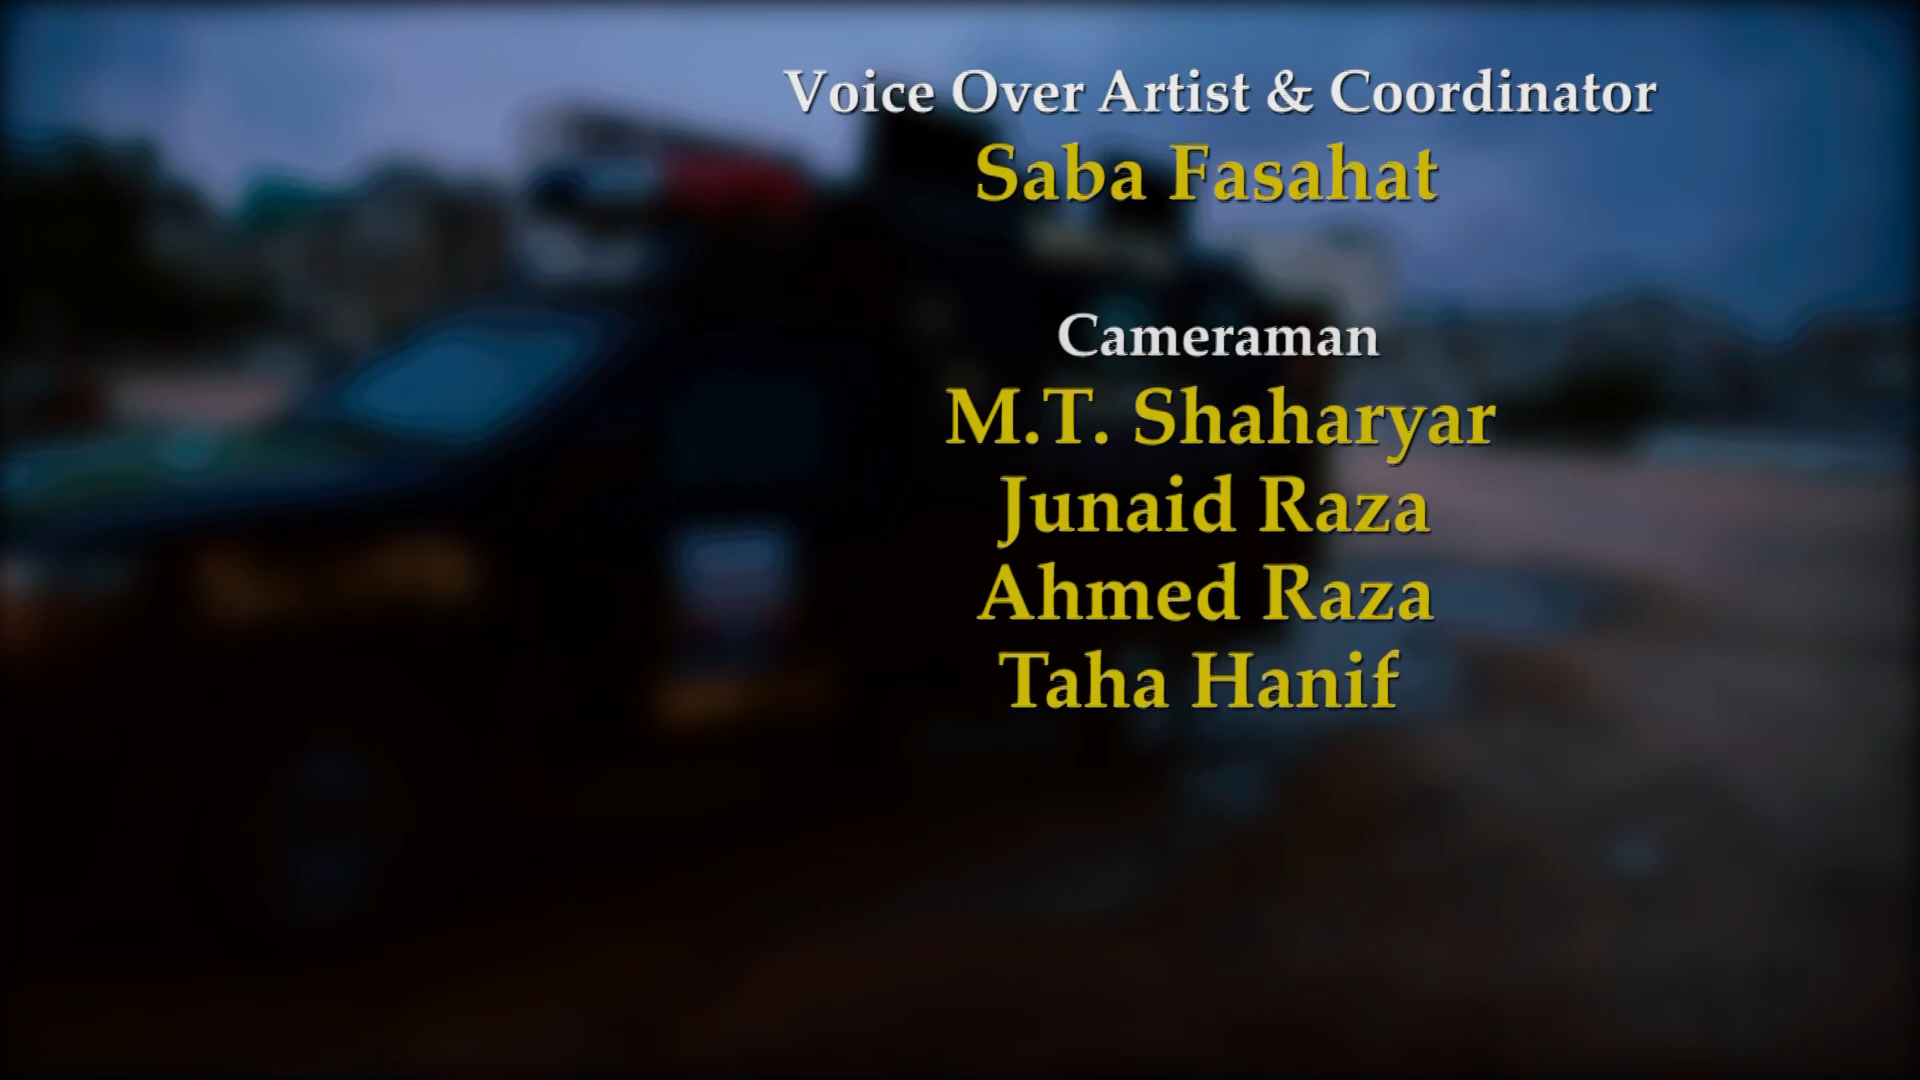 Voice Over Artist & Coordinator
Saba Fasahat
Cameraman
M.T. Shaharyar
Junaid Raza
Ahmed Raza
Taha Hanif